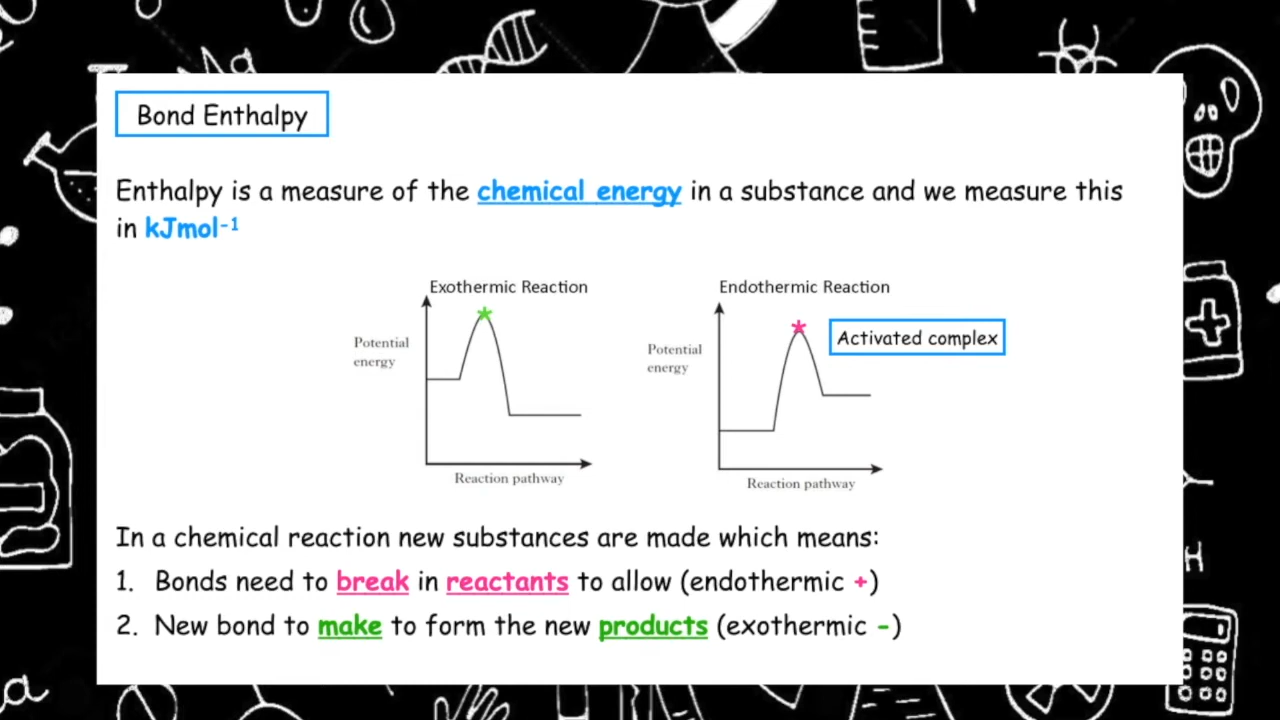 Ma
Bond Enthalpy
Enthalpy is a measure of the chemical energy in a substance and we measure this
in kJmol⁻¹
Exothermic Reaction
Potential
energy
Reaction pathway
Endothermic Reaction
Potential
energy
Activated complex
Reaction pathway
In a chemical reaction new substances are made which means:
1. Bonds need to break in reactants to allow (endothermic +)
2. New bond to make to form the new products (exothermic -)
H
a